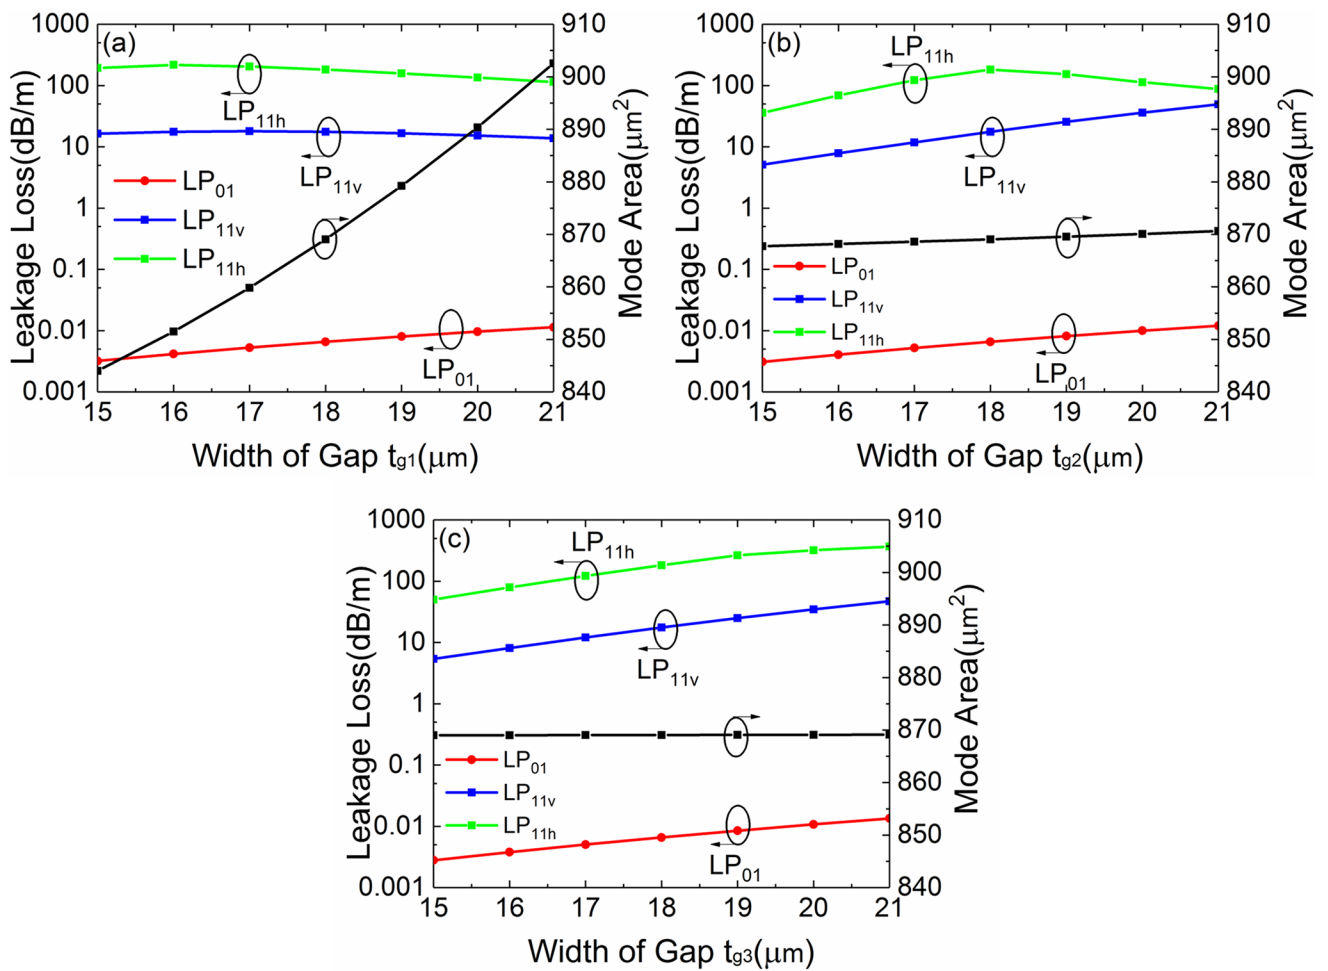 (a)
1000
100
10
1
0.1
0.01
0.001
Leakage Loss(dB/m)
LP11h
LP11v
LP01
LP01
LP11v
LP11h
910
900
890
880
870
860
850
840
Mode Area(μm²)
15 16 17 18 19 20 21
Width of Gap tg1(μm)
(b)
1000
100
10
1
0.1
0.01
0.001
Leakage Loss(dB/m)
LP11h
LP11v
LP01
LP11v
LP11h
LP01
910
900
890
880
870
860
850
840
Mode Area(μm²)
15 16 17 18 19 20 21
Width of Gap tg2(μm)
(c)
1000
100
10
1
0.1
0.01
0.001
Leakage Loss(dB/m)
LP11h
LP11v
LP01
LP11v
LP11h
LP01
910
900
890
880
870
860
850
840
Mode Area(μm²)
15 16 17 18 19 20 21
Width of Gap tg3(μm)